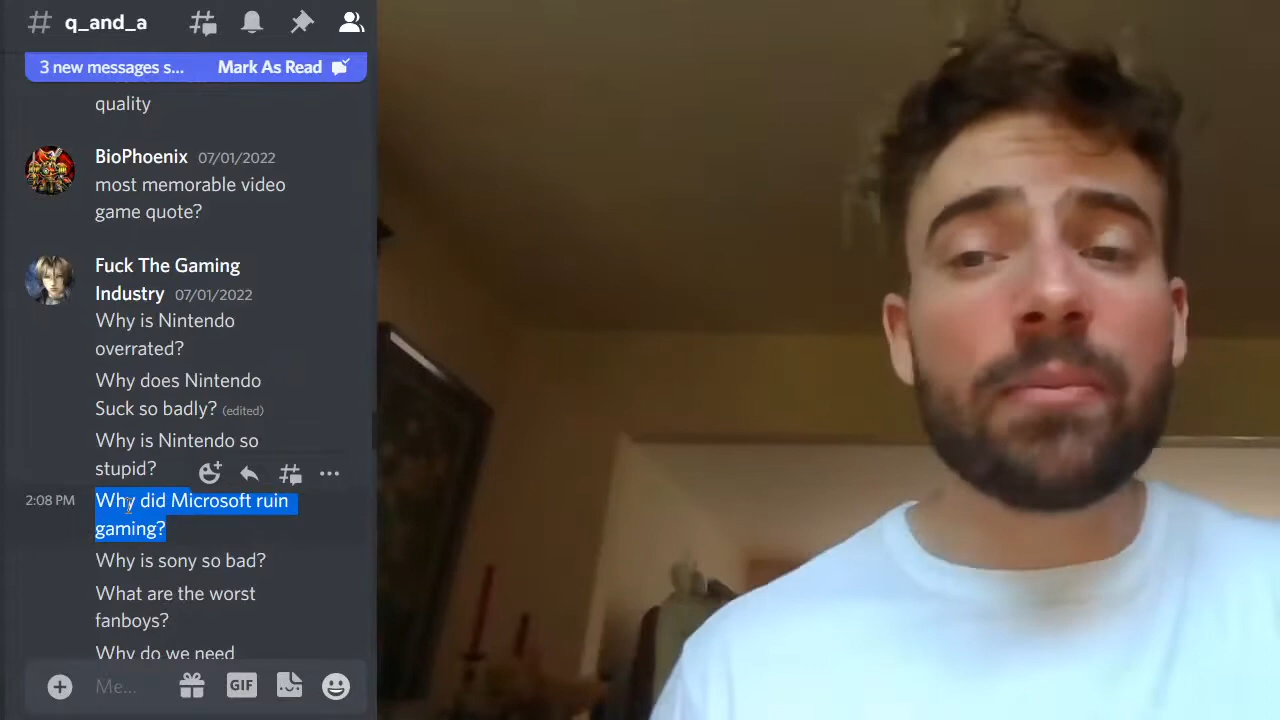 # q_and_a
3 new messages s... Mark As Read
quality
BioPhoenix 07/01/2022
most memorable video
game quote?
Fuck The Gaming
Industry 07/01/2022
Why is Nintendo
overrated?
Why does Nintendo
Suck so badly? (edited)
Why is Nintendo so
stupid?
2:08 PM Why did Microsoft ruin
gaming?
Why is sony so bad?
What are the worst
fanboys?
Why do we need
Me... GIF